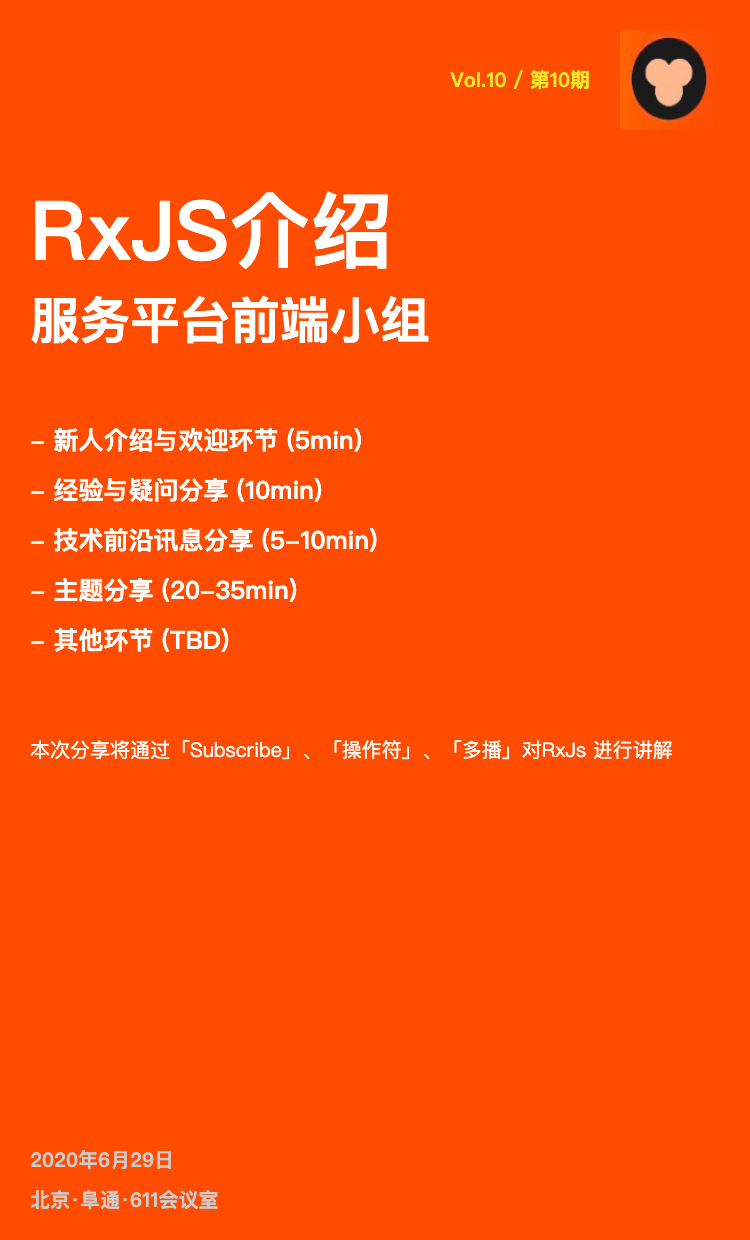 Vol.10 / 第10期
RxJS介绍
服务平台前端小组
- 新人介绍与欢迎环节 (5min)
- 经验与疑问分享 (10min)
- 技术前沿讯息分享 (5-10min)
- 主题分享 (20-35min)
- 其他环节 (TBD)
本次分享将通过「Subscribe」、「操作符」、「多播」对RxJs 进行讲解
2020年6月29日
北京·阜通·611会议室